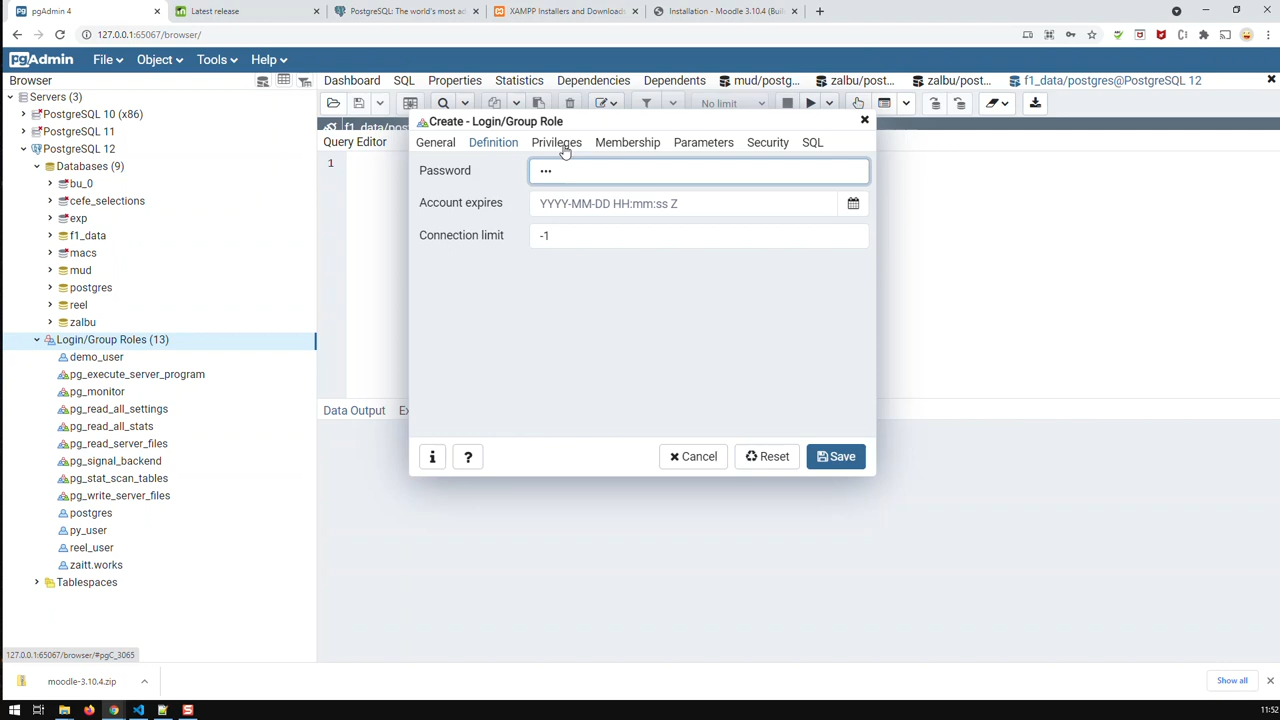 pgAdmin 4
Latest release
PostgreSQL: The world's most ad
XAMPP Installers and Downloads
Installation - Moodle 3.10.4 (Buil
127.0.0.1:65067/browser/
pgAdmin File Object Tools Help
Browser
Dashboard SQL Properties Statistics Dependencies Dependents mud/postg... zalbu/post... zalbu/post... f1_data/postgres@PostgreSQL 12
Servers (3)
PostgreSQL 10 (x86)
PostgreSQL 11
PostgreSQL 12
Databases (9)
bu_0
cefe_selections
exp
f1_data
macs
mud
postgres
reel
zalbu
Login/Group Roles (13)
demo_user
pg_execute_server_program
pg_monitor
pg_read_all_settings
pg_read_all_stats
pg_read_server_files
pg_signal_backend
pg_stat_scan_tables
pg_write_server_files
postgres
py_user
reel_user
zaitt.works
Tablespaces
No limit
f1_data/pos
Query Editor
1
Data Output Ex
Create - Login/Group Role
General Definition Privileges Membership Parameters Security SQL
Password •••
Account expires YYYY-MM-DD HH:mm:ss Z
Connection limit -1
i ? Cancel Reset Save
127.0.0.1:65067/browser/#pgC_3065
moodle-3.10.4.zip
Show all
11:52